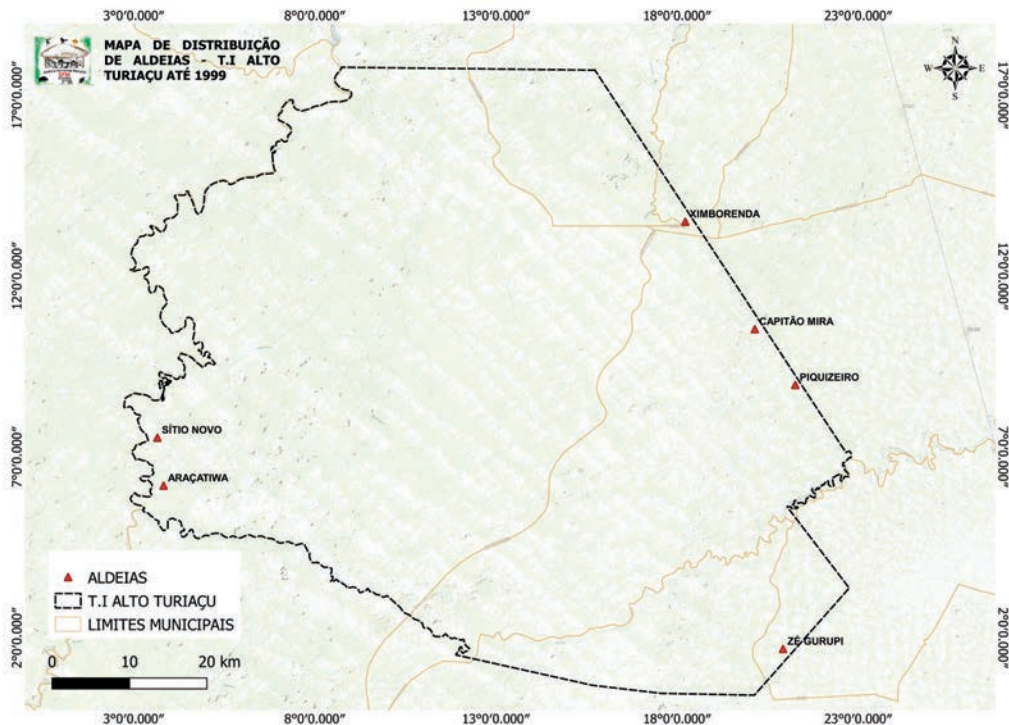 3°0'0.000" 8°0'0.000" 13°0'0.000" 18°0'0.000" 23°0'0.000"
MAPA DE DISTRIBUIÇÃO
DE ALDEIAS - T.I ALTO
TURIAÇU ATÉ 1999
N
W E
S
17°0'0.000"
17°0'0.000"
XIMBORENDA
12°0'0.000"
12°0'0.000"
CAPITÃO MIRA
PIQUIZEIRO
SÍTIO NOVO
7°0'0.000"
7°0'0.000"
ARAÇATIWA
ALDEIAS
T.I ALTO TURIAÇU
LIMITES MUNICIPAIS
2°0'0.000"
2°0'0.000"
ZÉ GURUPI
0 10 20 km
3°0'0.000" 8°0'0.000" 13°0'0.000" 18°0'0.000" 23°0'0.000"